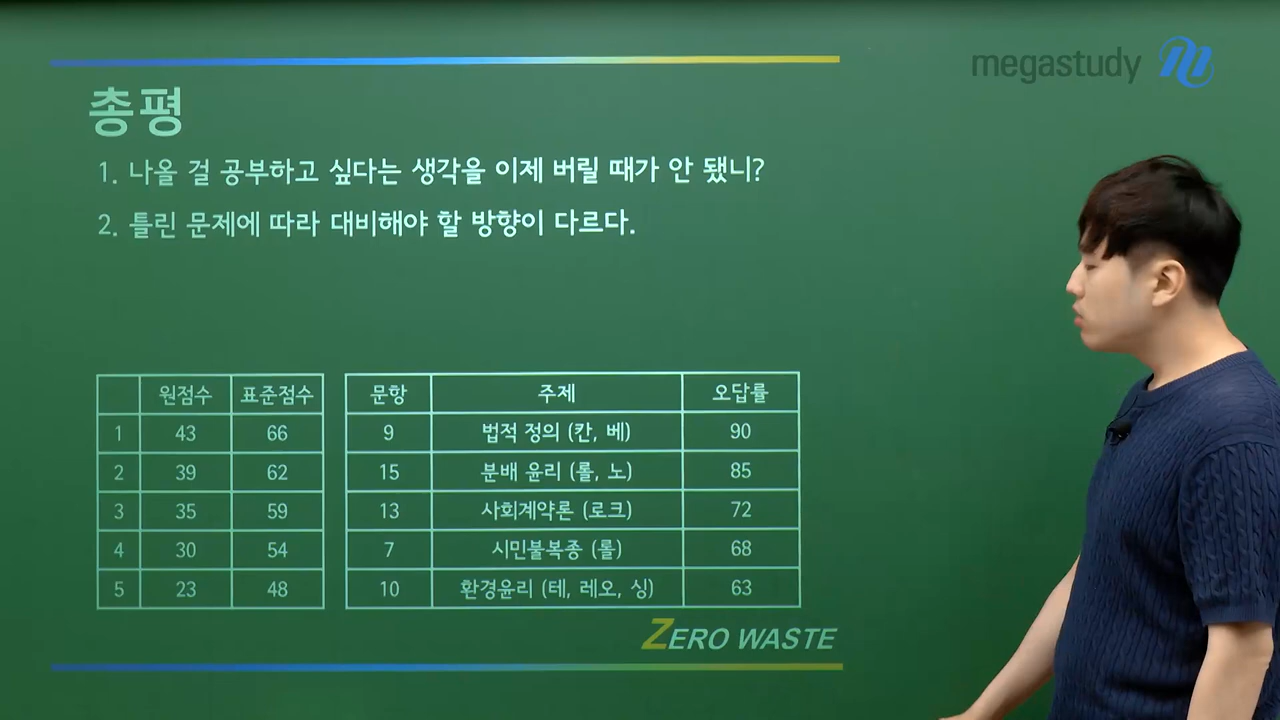 megastudy
총평
1. 나올 걸 공부하고 싶다는 생각을 이제 버릴 때가 안 됐니?
2. 틀린 문제에 따라 대비해야 할 방향이 다르다.
원점수 표준점수
1 43 66
2 39 62
3 35 59
4 30 54
5 23 48
문항 주제 오답률
9 법적 정의 (칸, 베) 90
15 분배 윤리 (롤, 노) 85
13 사회계약론 (로크) 72
7 시민불복종 (롤) 68
10 환경윤리 (테, 레오, 싱) 63
ZERO WASTE